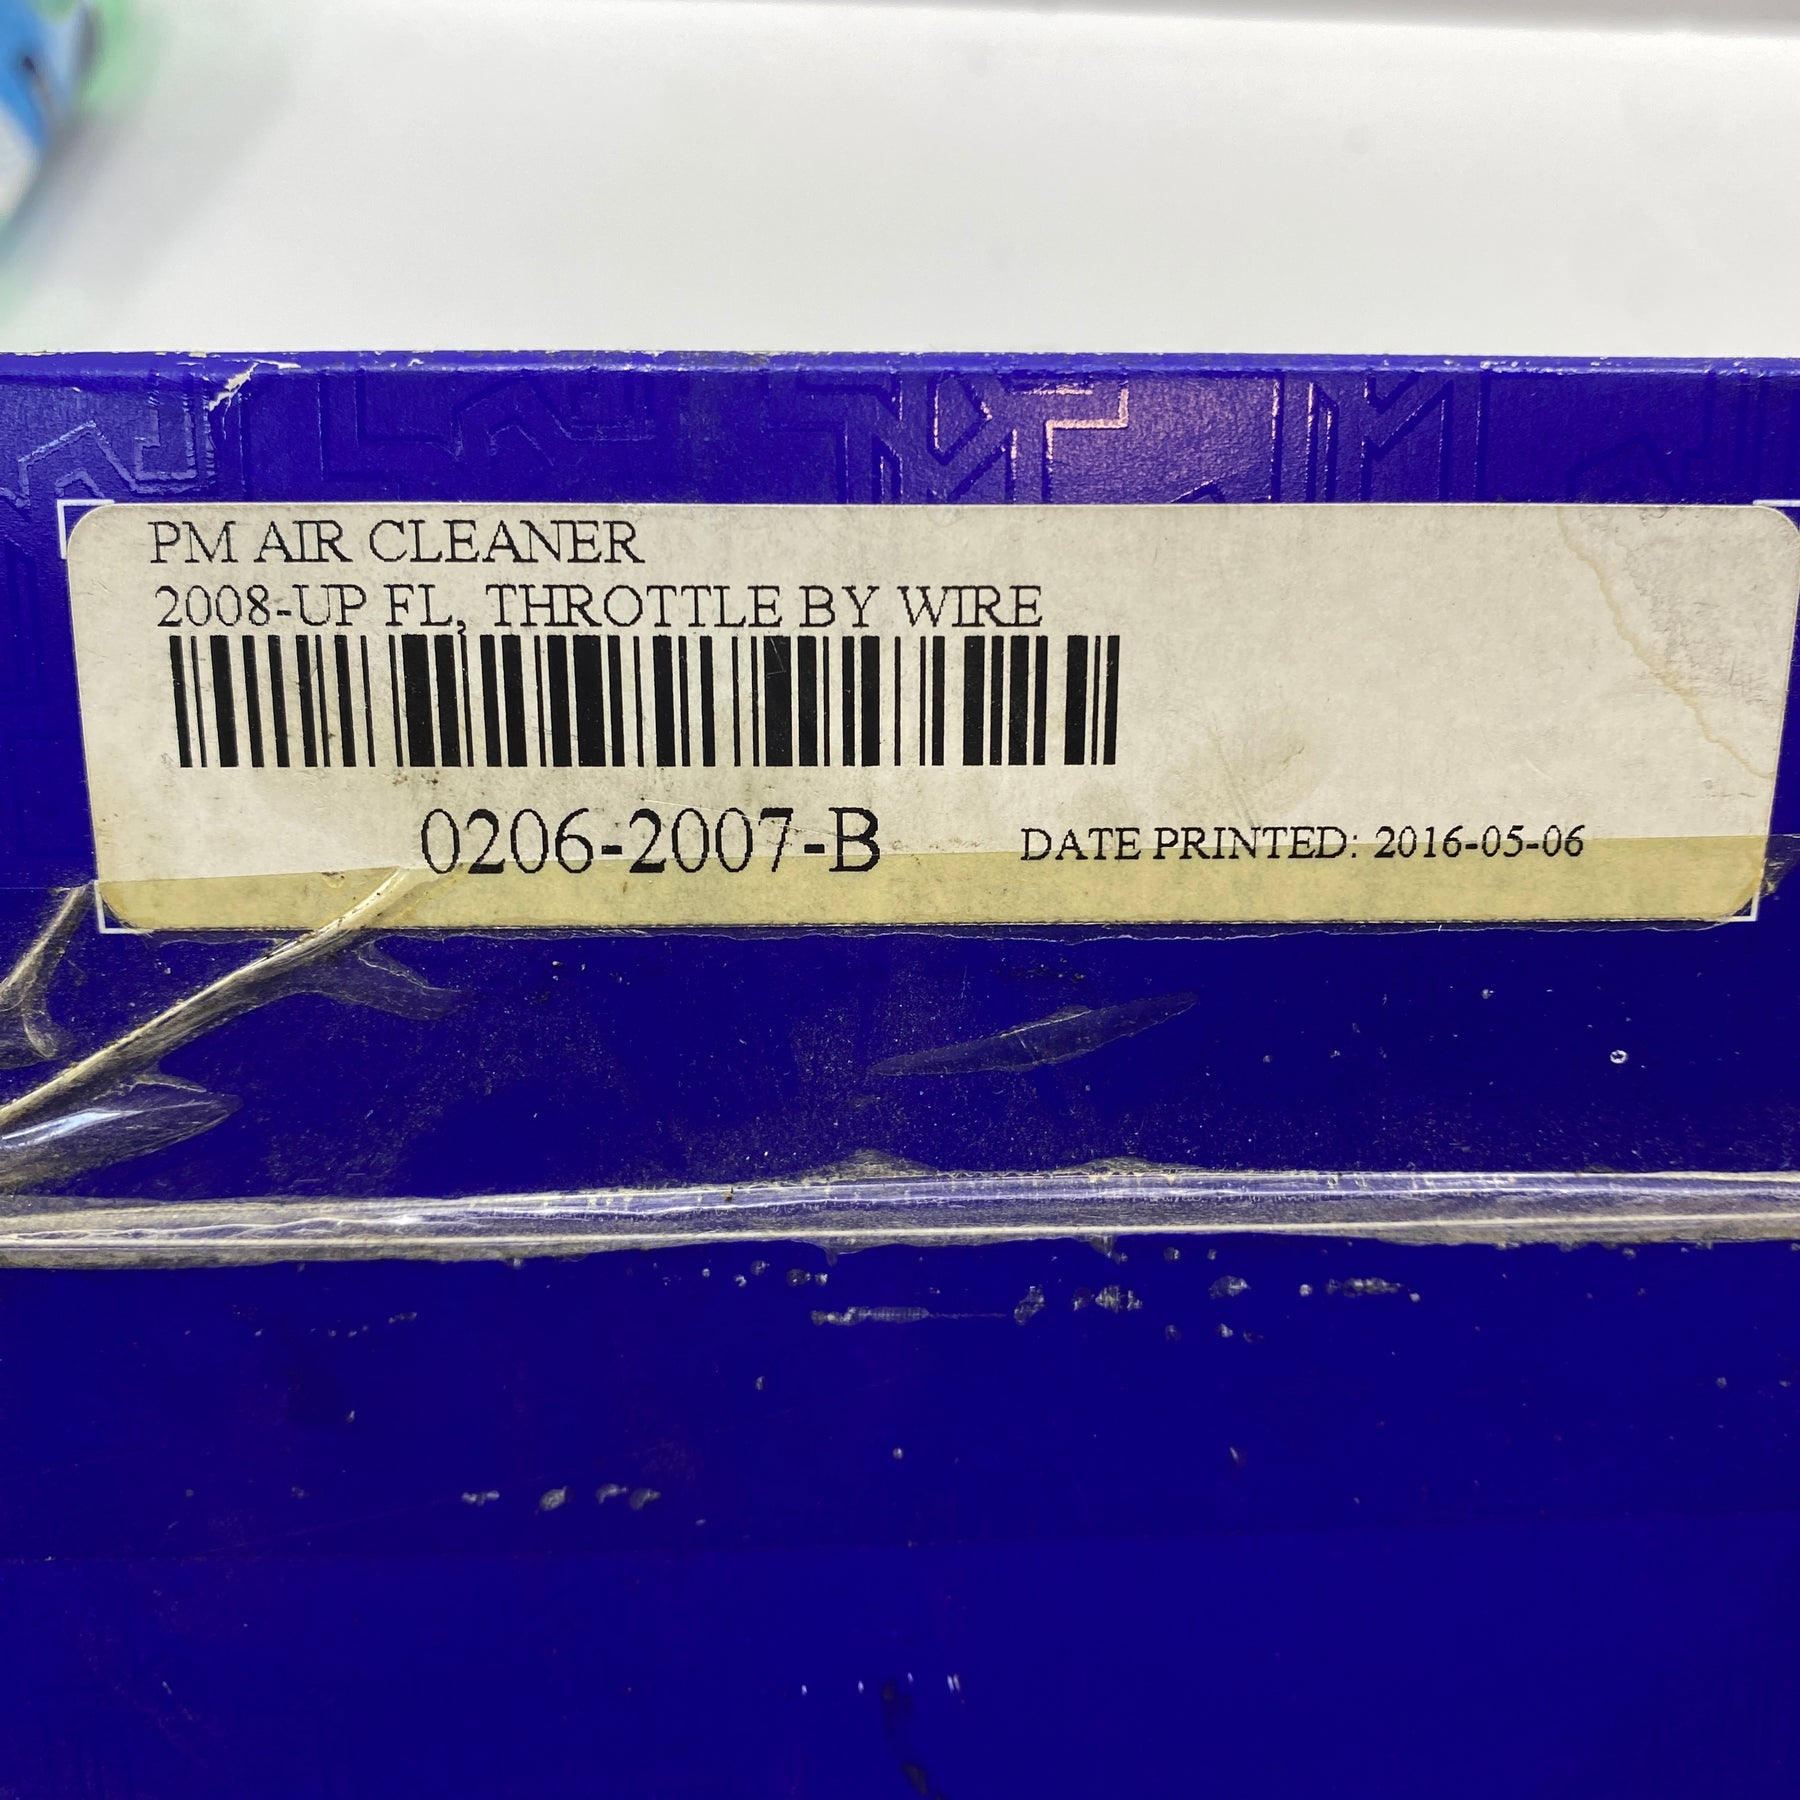 PM AIR CLEANER
2008-UP FL, THROTTLE BY WIRE
0206-2007-B
DATE PRINTED: 2016-05-06